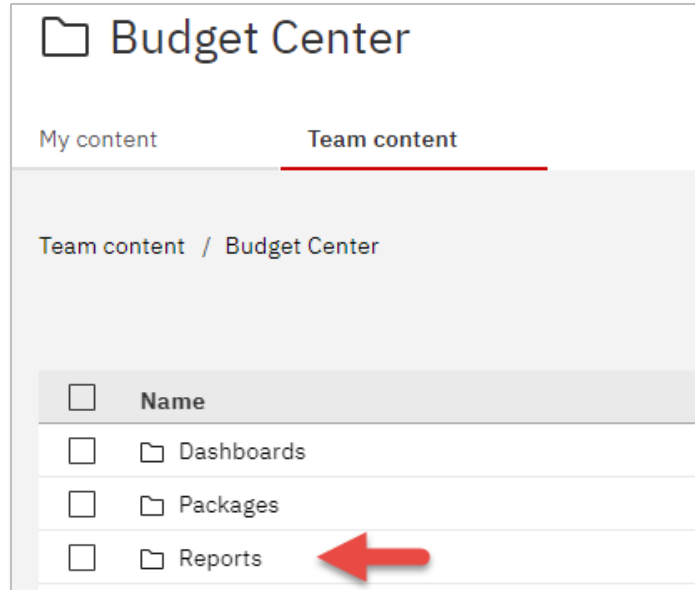 Budget Center
My content Team content
Team content / Budget Center
Name
Dashboards
Packages
Reports